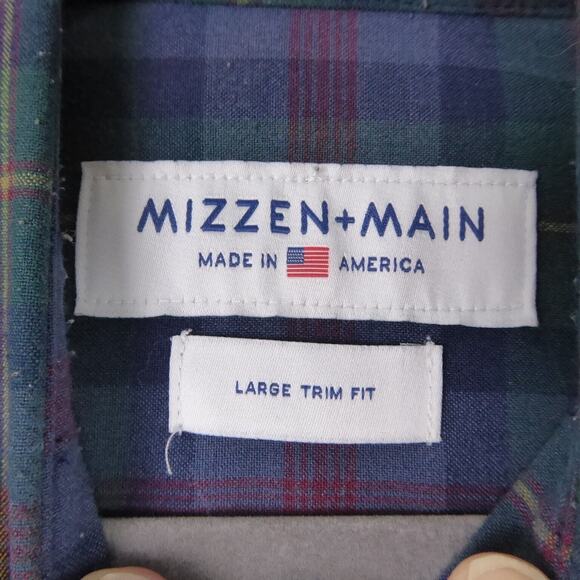 MIZZEN+MAIN
MADE IN AMERICA
LARGE TRIM FIT